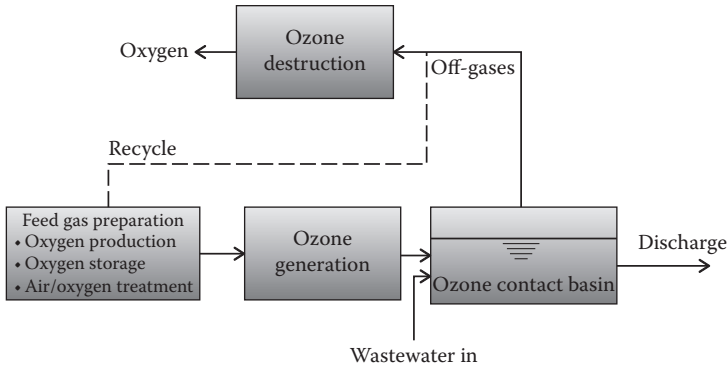 Ozone
destruction
Oxygen
Off-gases
Recycle
Feed gas preparation
• Oxygen production
• Oxygen storage
• Air/oxygen treatment
Ozone
generation
Ozone contact basin
Discharge
Wastewater in